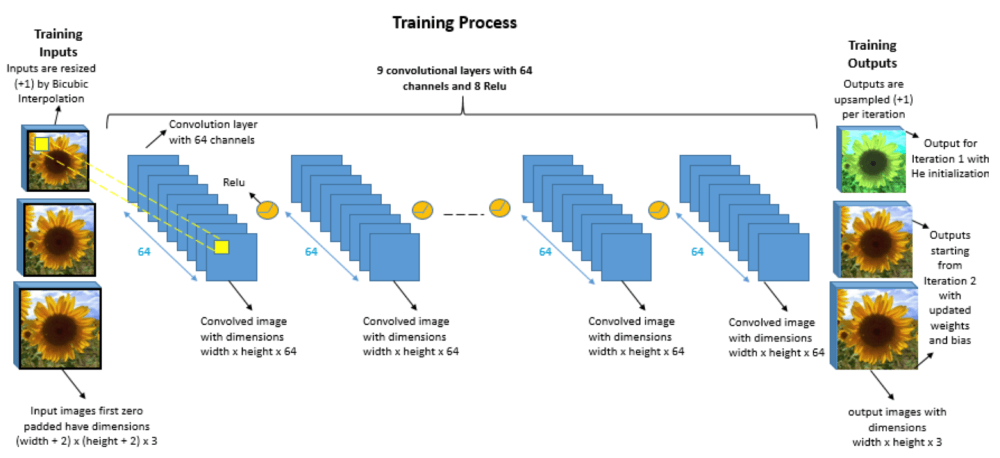 Training Process
Training
Inputs
Inputs are resized
(+1) by Bicubic
Interpolation
9 convolutional layers with 64
channels and 8 Relu
Training
Outputs
Outputs are
upsampled (+1)
per iteration
Convolution layer
with 64 channels
Relu
Output for
Iteration 1 with
He initialization
64
64
64
64
Outputs
starting
from
Iteration 2
with
updated
weights
and bias
Convolved image
with dimensions
width x height x 64
Convolved image
with dimensions
width x height x 64
Convolved image
with dimensions
width x height x 64
Convolved image
with dimensions
width x height x 64
Input images first zero
padded have dimensions
(width + 2) x (height + 2) x 3
output images with
dimensions
width x height x 3